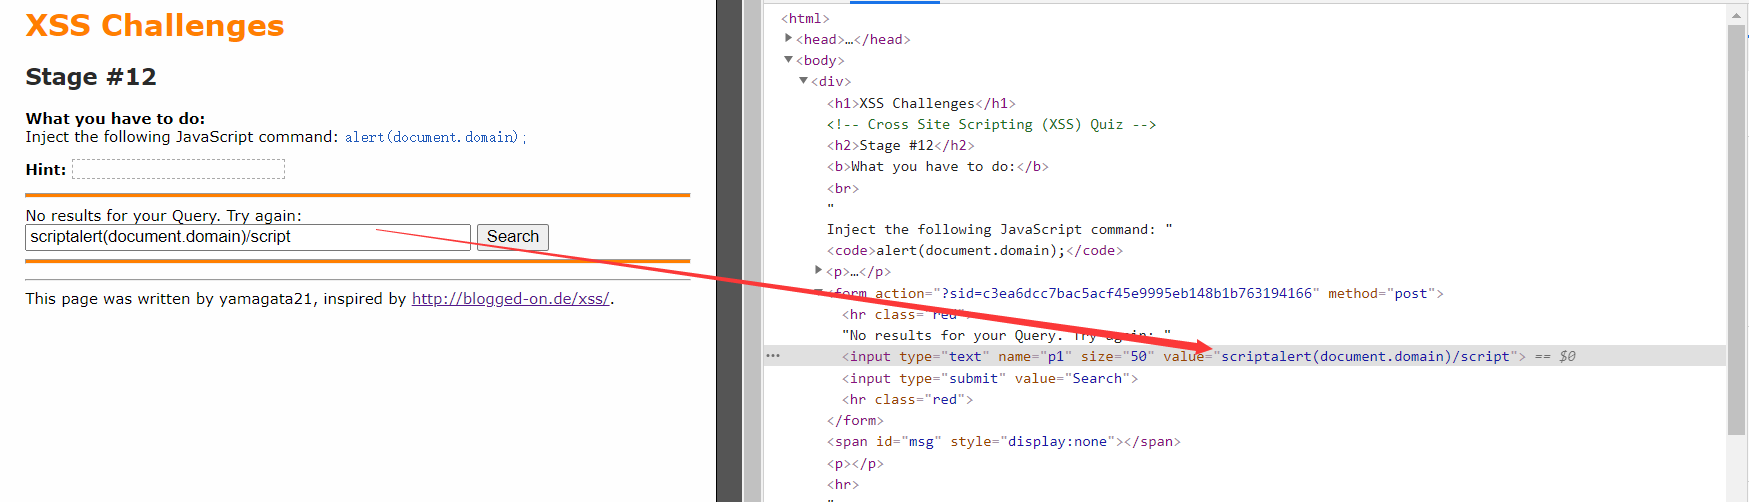 XSS Challenges
Stage #12
What you have to do:
Inject the following JavaScript command: alert(document.domain);
Hint:
No results for your Query. Try again:
scriptalert(document.domain)/script
Search
This page was written by yamagata21, inspired by http://blogged-on.de/xss/.
<html>
<head>…</head>
<body>
<div>
<h1>XSS Challenges</h1>
<!-- Cross Site Scripting (XSS) Quiz -->
<h2>Stage #12</h2>
<b>What you have to do:</b>
<br>
"
Inject the following JavaScript command: "
<code>alert(document.domain);</code>
<p>…</p>
<form action="?sid=c3ea6dcc7bac5acf45e9995eb148b1b763194166" method="post">
<hr class="red">
"No results for your Query. Try again: "
<input type="text" name="p1" size="50" value="scriptalert(document.domain)/script"> == $0
<input type="submit" value="Search">
<hr class="red">
</form>
<span id="msg" style="display:none"></span>
<p></p>
<hr>
"